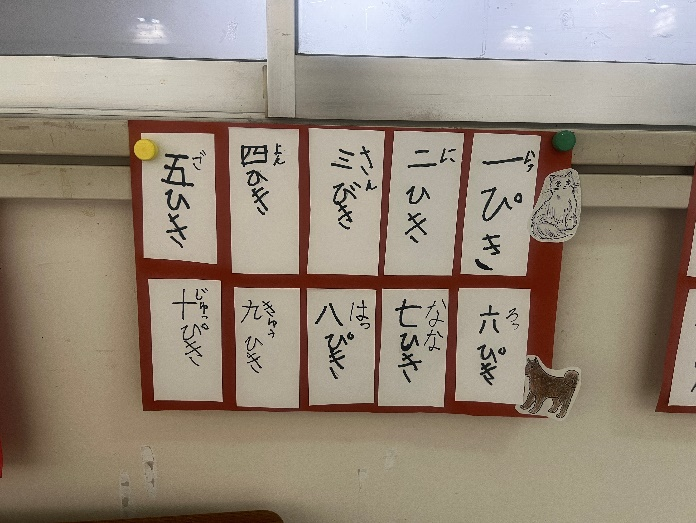 いっ
一ぴき
に
二ひき
さん
三びき
よん
四ひき
ご
五ひき
ろっ
六ぴき
なな
七ひき
はっ
八ぴき
きゅう
九ひき
じゅっ
十ぴき